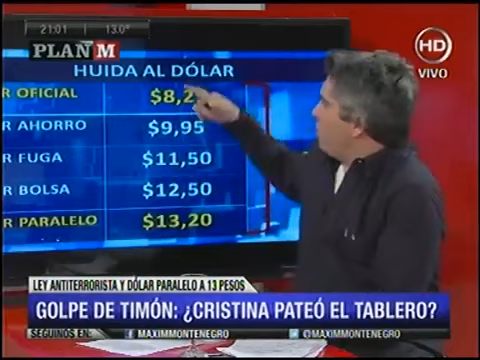 21:01 13.0°
PLAN M
HD
VIVO
HUIDA AL DÓLAR
R OFICIAL
R AHORRO $9,95
R FUGA $11,50
R BOLSA $12,50
R PARALELO $13,20
LEY ANTITERRORISTA Y DÓLAR PARALELO A 13 PESOS
GOLPE DE TIMÓN: ¿CRISTINA PATEÓ EL TABLERO?
SEGUINOS EN: MAXIMMONTENEGRO @MAXIMMONTENEGRO